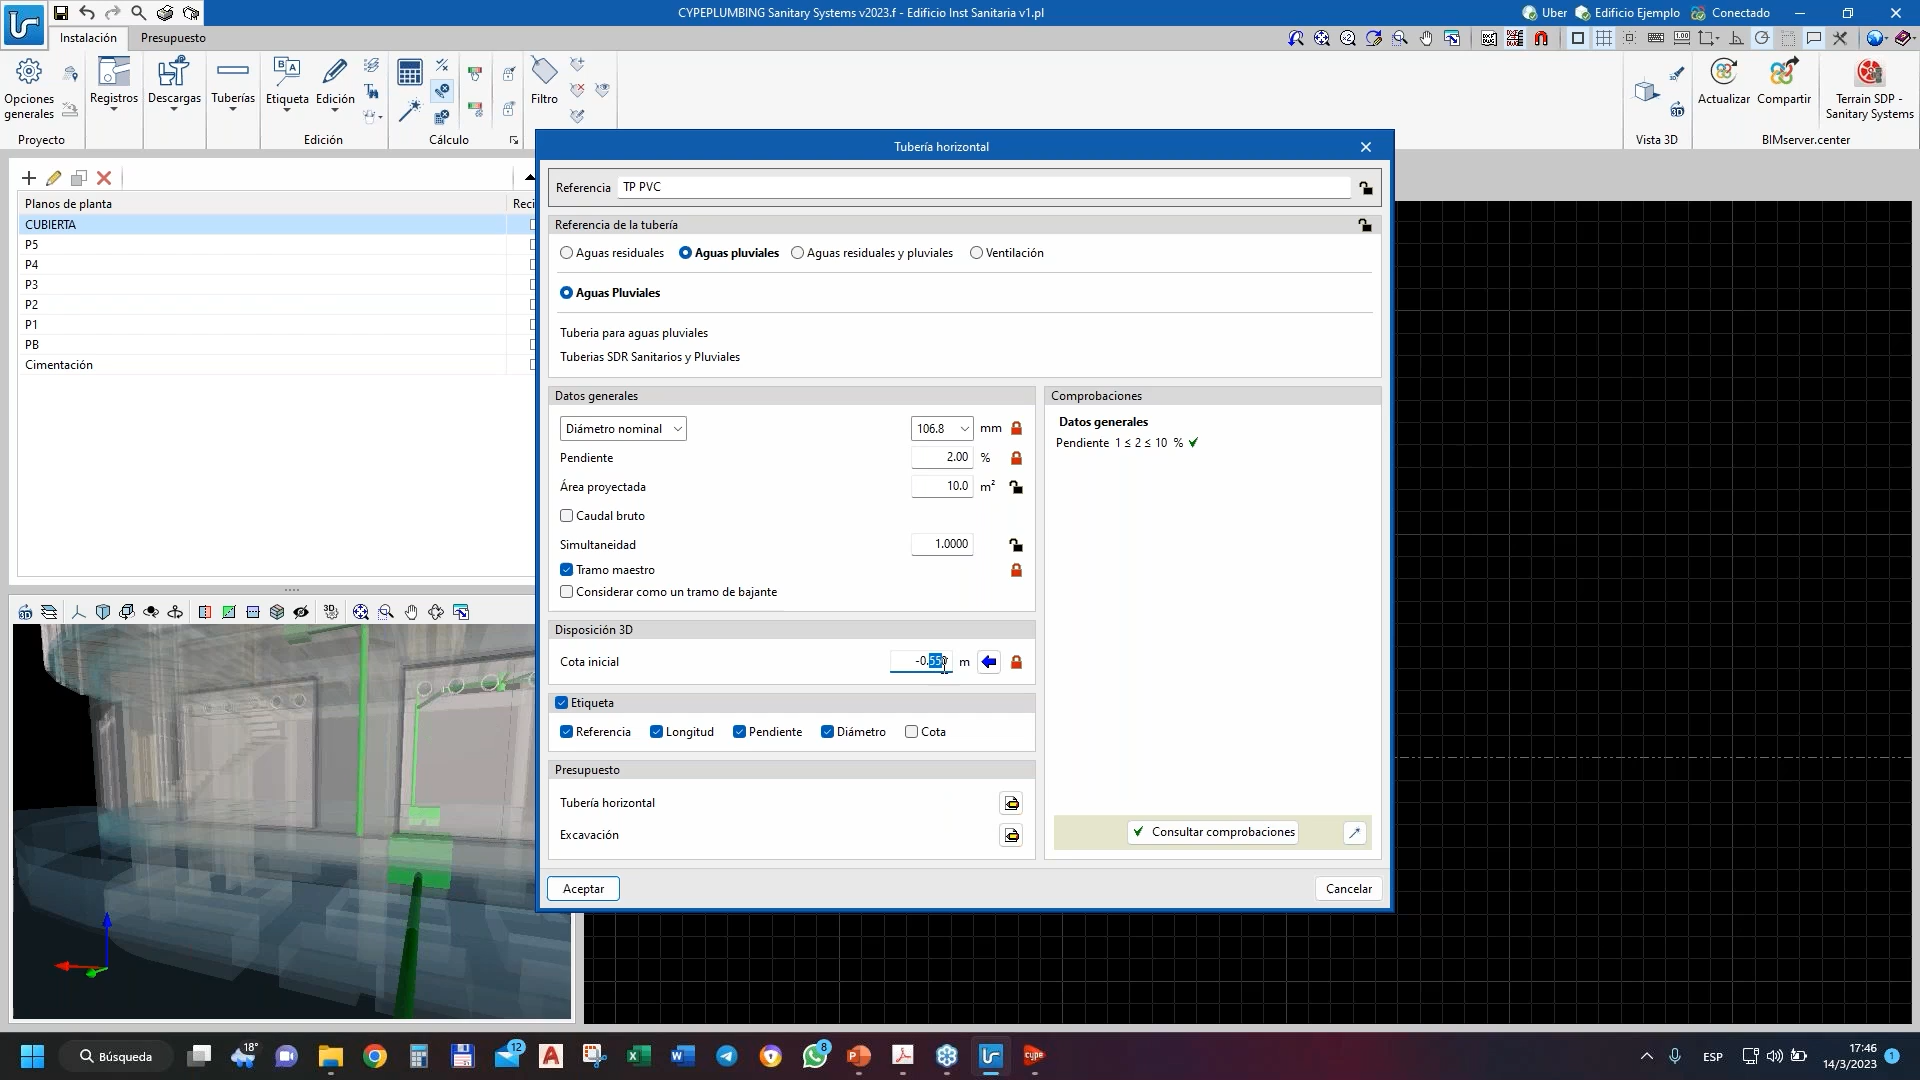 CYPEPLUMBING Sanitary Systems v2023.f - Edificio Inst Sanitaria v1.pl
Uber
Edificio Ejemplo
Conectado
Instalación
Presupuesto
Opciones
generales
Registros
Descargas
Tuberías
Etiqueta
Edición
Filtro
Actualizar
Compartir
Terrain SDP -
Sanitary Systems
Proyecto
Edición
Cálculo
Vista 3D
BIMserver.center
Planos de planta
Reci
CUBIERTA
P5
P4
P3
P2
P1
PB
Cimentación
Tubería horizontal
Referencia
TP PVC
Referencia de la tubería
Aguas residuales
Aguas pluviales
Aguas residuales y pluviales
Ventilación
Aguas Pluviales
Tuberia para aguas pluviales
Tuberias SDR Sanitarios y Pluviales
Datos generales
Diámetro nominal
106.8
mm
Pendiente
2.00
%
Área proyectada
10.0
m²
Caudal bruto
Simultaneidad
1.0000
Tramo maestro
Considerar como un tramo de bajante
Disposición 3D
Cota inicial
-0.550
m
Etiqueta
Referencia
Longitud
Pendiente
Diámetro
Cota
Presupuesto
Tubería horizontal
Excavación
Comprobaciones
Datos generales
Pendiente 1 ≤ 2 ≤ 10 %
Consultar comprobaciones
Aceptar
Cancelar
Búsqueda
18°
12
8
ESP
17:46
14/3/2023
1